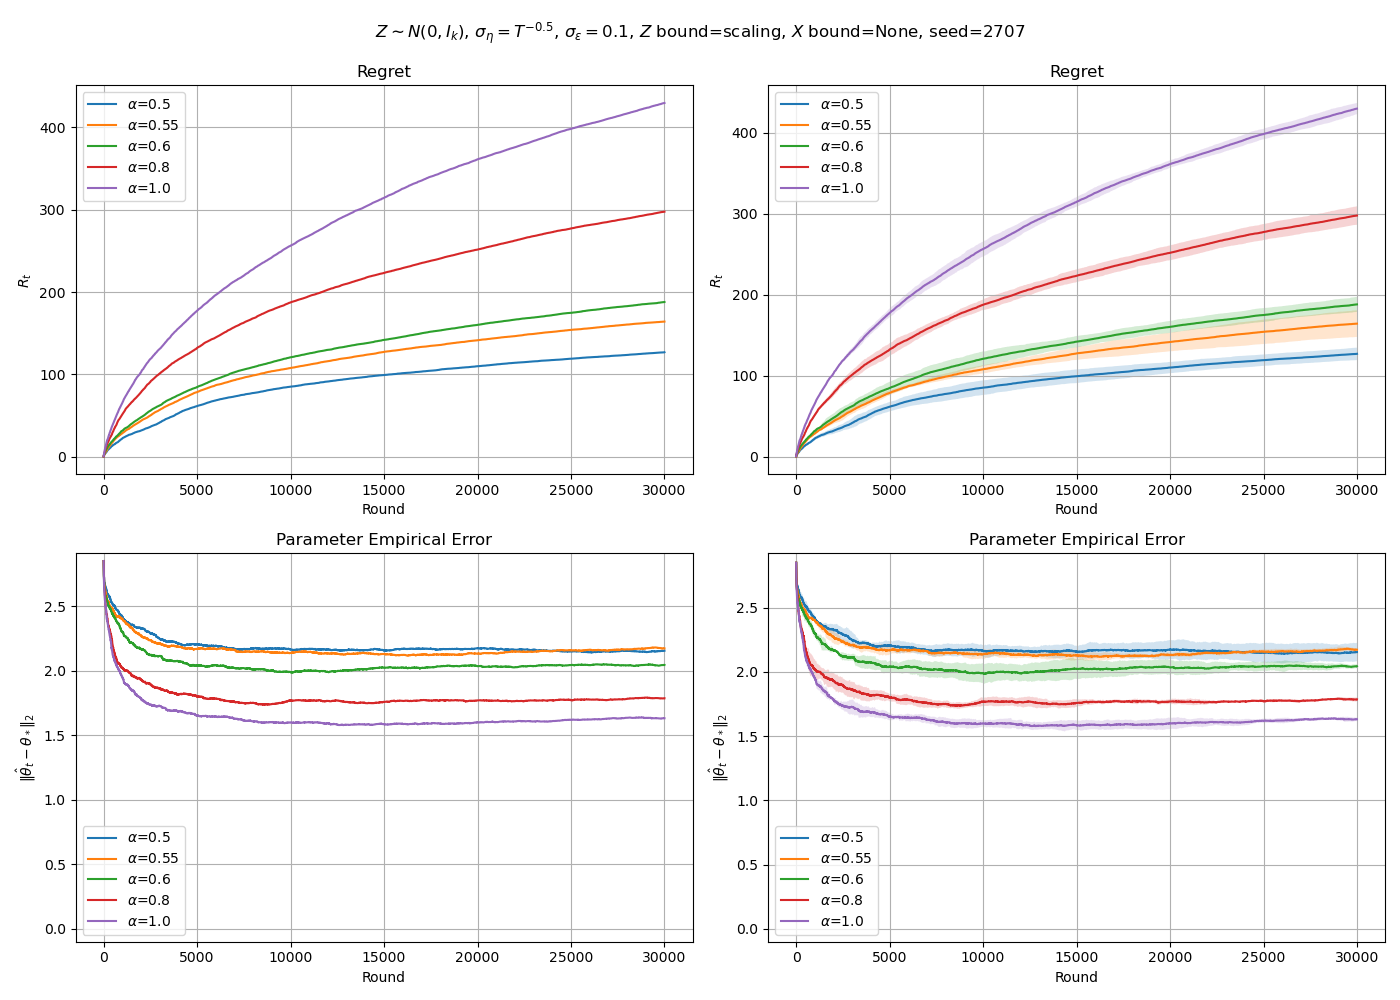 Z ~ N(0, I_k), σ_η = T^{-0.5}, σ_ε = 0.1, Z bound=scaling, X bound=None, seed=2707
Regret
α=0.5
α=0.55
α=0.6
α=0.8
α=1.0
400
300
200
100
0
R_t
0 5000 10000 15000 20000 25000 30000
Round
Regret
α=0.5
α=0.55
α=0.6
α=0.8
α=1.0
400
300
200
100
0
R_t
0 5000 10000 15000 20000 25000 30000
Round
Parameter Empirical Error
2.5
2.0
1.5
1.0
0.5
0.0
‖θ̂_t − θ_*‖_2
α=0.5
α=0.55
α=0.6
α=0.8
α=1.0
0 5000 10000 15000 20000 25000 30000
Round
Parameter Empirical Error
2.5
2.0
1.5
1.0
0.5
0.0
‖θ̂_t − θ_*‖_2
α=0.5
α=0.55
α=0.6
α=0.8
α=1.0
0 5000 10000 15000 20000 25000 30000
Round